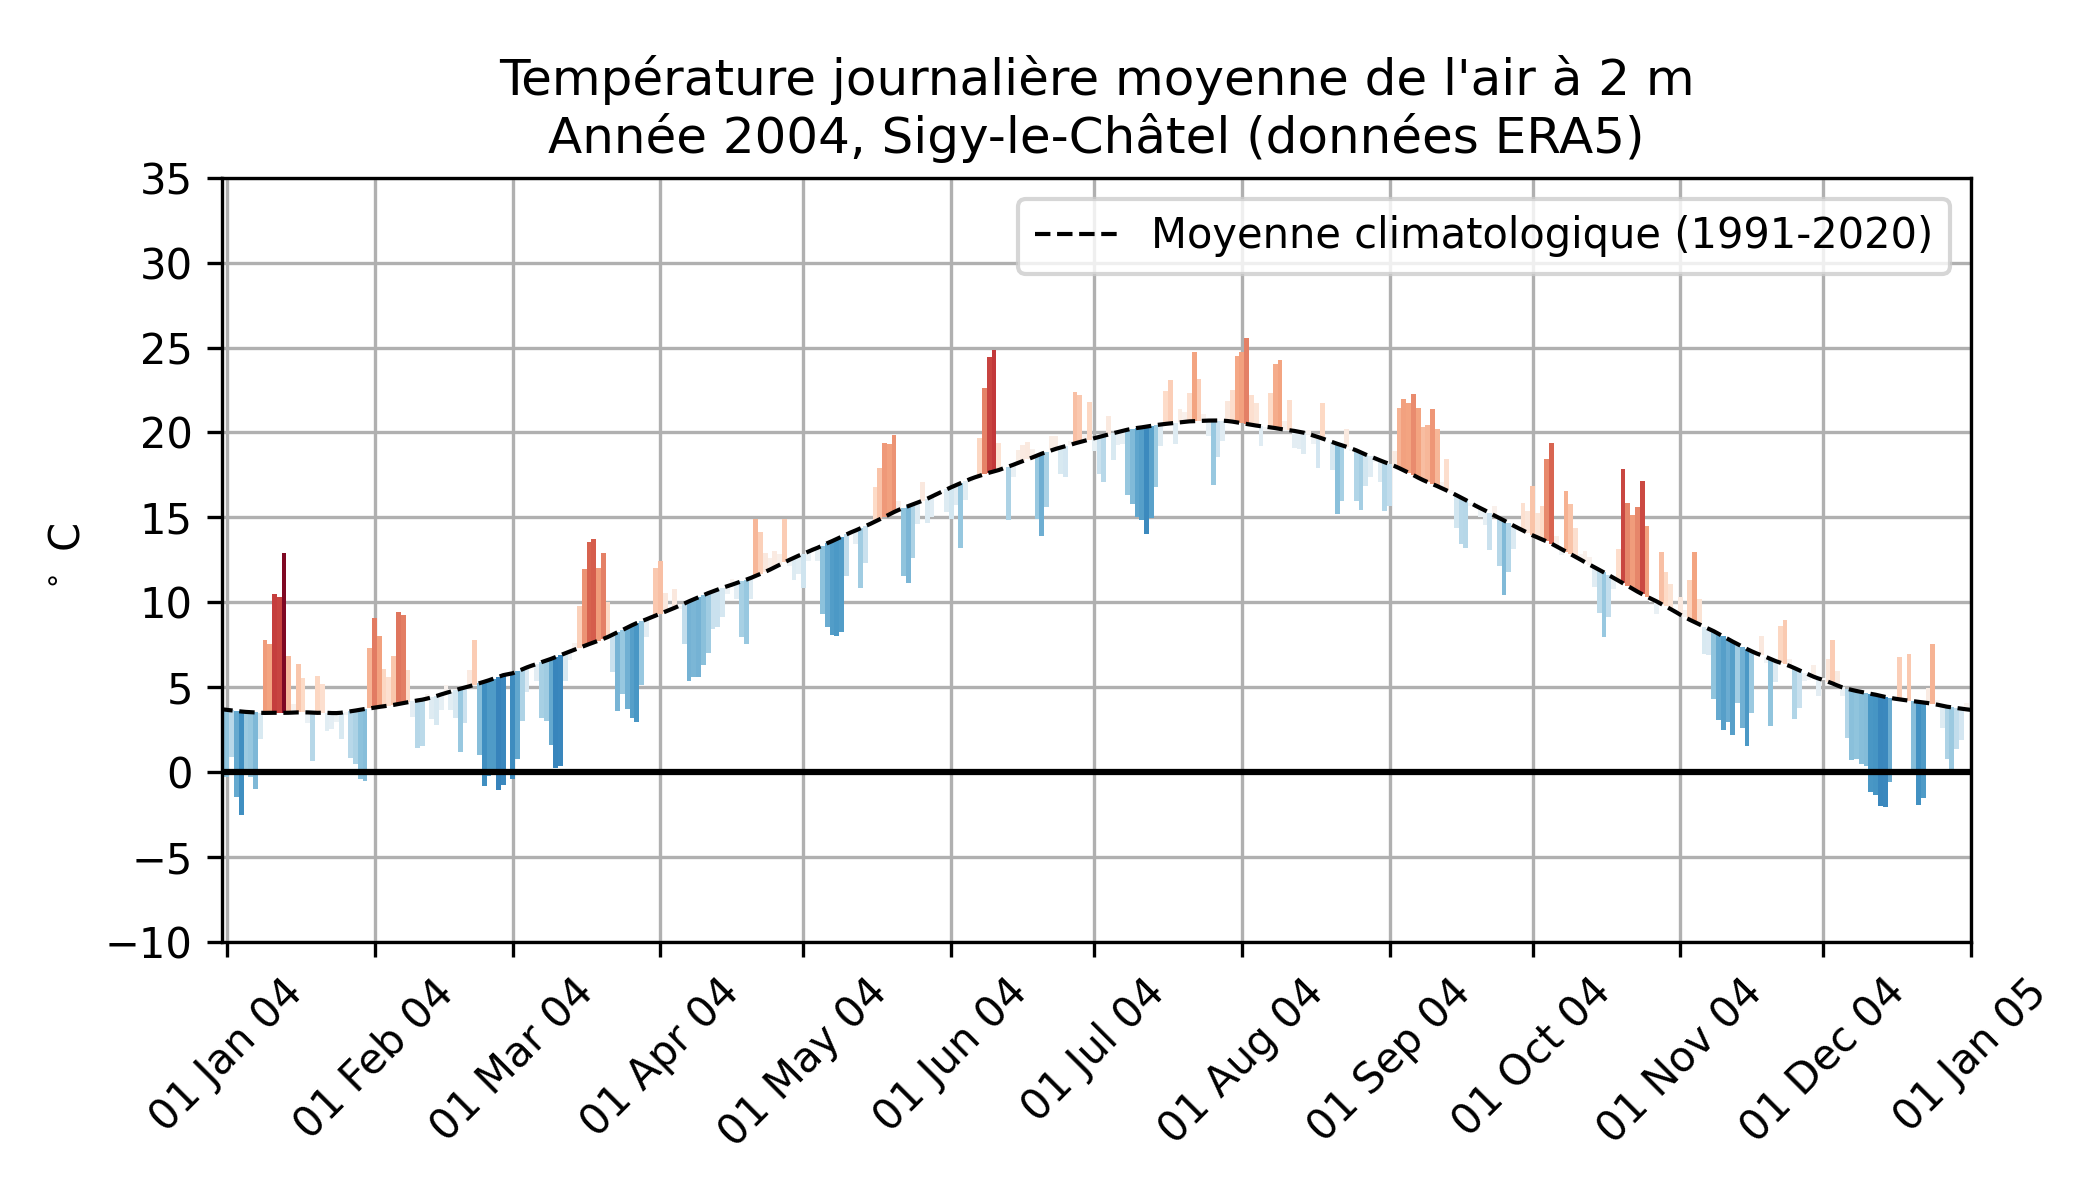 Température journalière moyenne de l'air à 2 m
Année 2004, Sigy-le-Châtel (données ERA5)
Moyenne climatologique (1991-2020)
° C
35
30
25
20
15
10
5
0
−5
−10
01 Jan 04
01 Feb 04
01 Mar 04
01 Apr 04
01 May 04
01 Jun 04
01 Jul 04
01 Aug 04
01 Sep 04
01 Oct 04
01 Nov 04
01 Dec 04
01 Jan 05